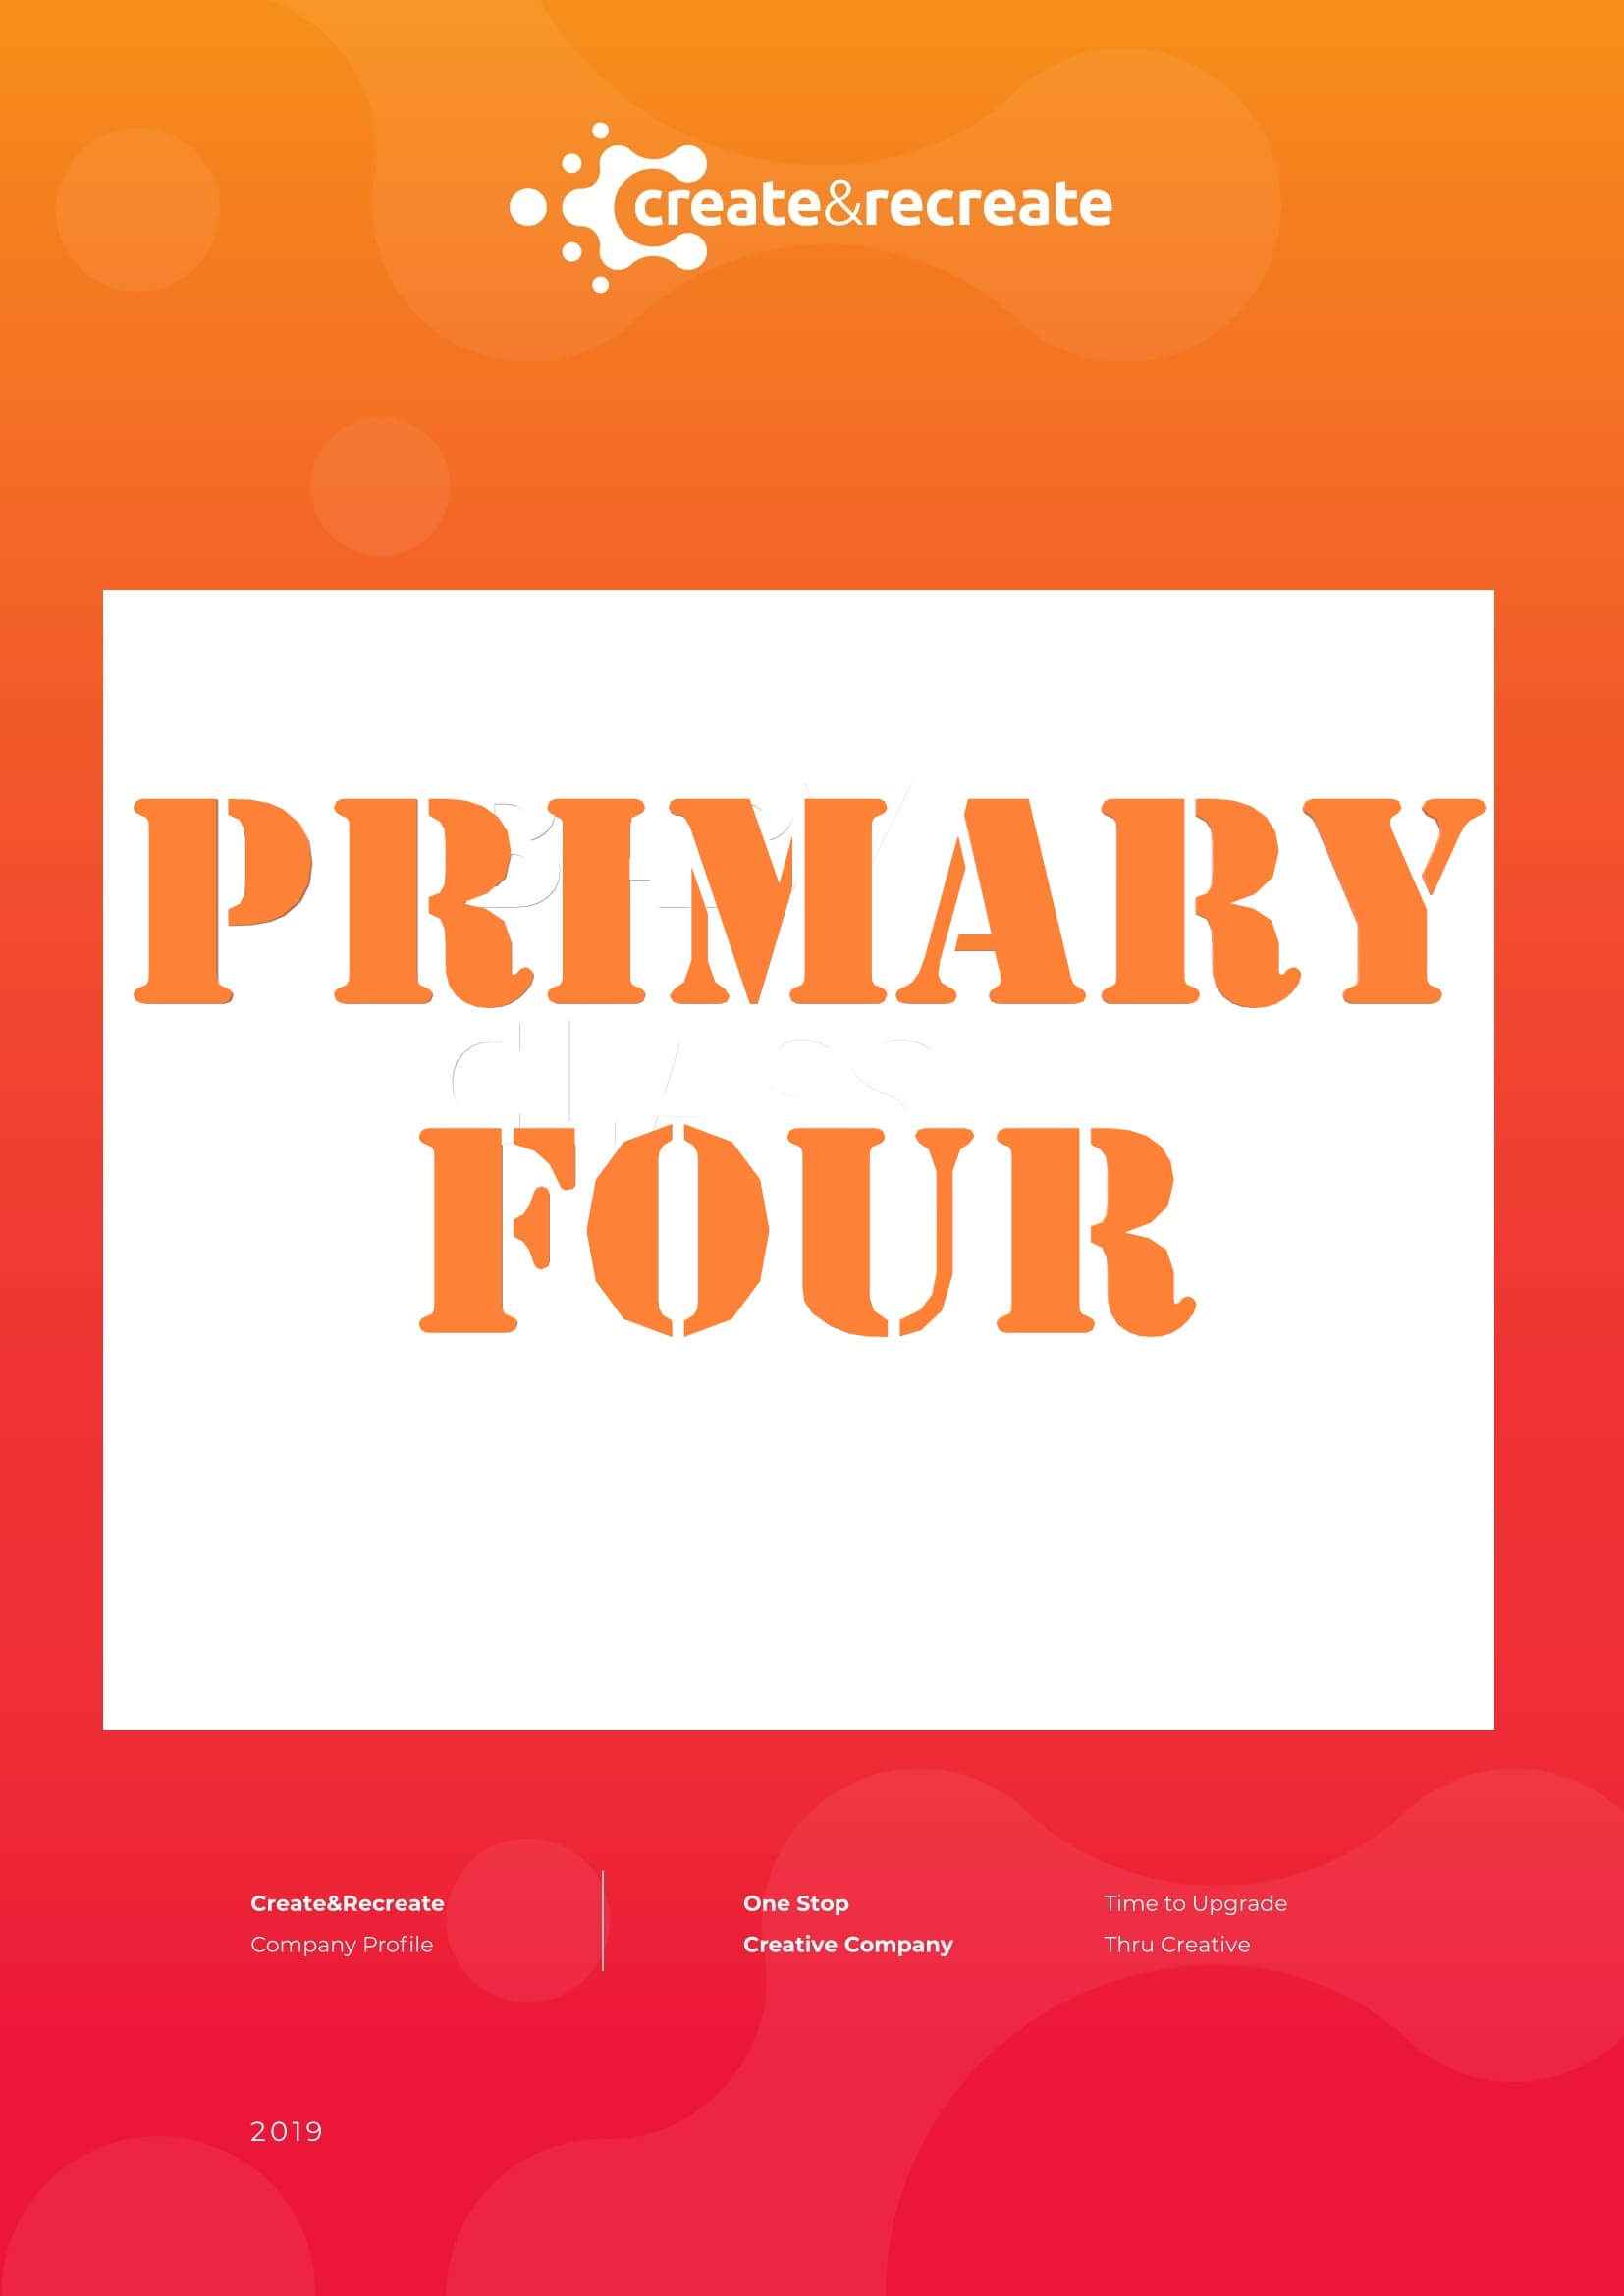 create&recreate
PRIMARY
FOUR
Create&Recreate
Company Profile
One Stop
Creative Company
Time to Upgrade
Thru Creative
2019